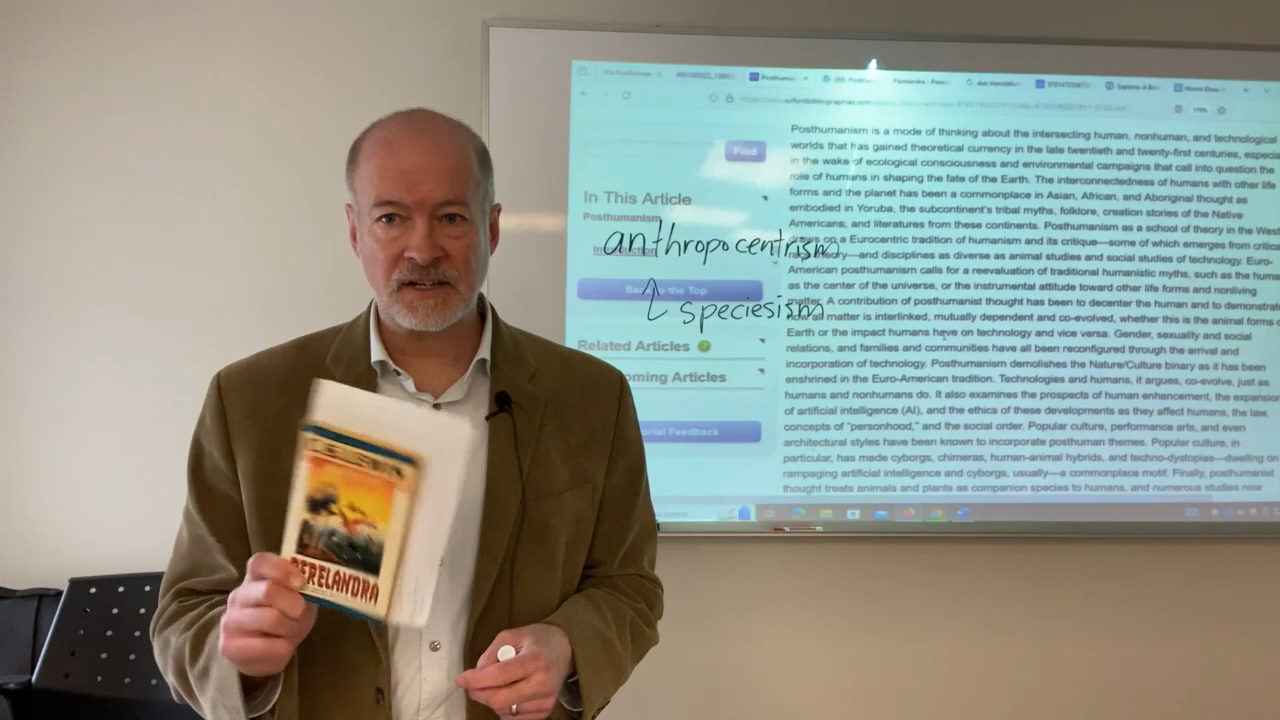 Find
In This Article
Posthumanism
Introduction
Back to the Top
Related Articles
oming Articles
orial Feedback
anthropocentrism
speciesism
Posthumanism is a mode of thinking about the intersecting human, nonhuman, and technological
worlds that has gained theoretical currency in the late twentieth and twenty-first centuries, especia
in the wake of ecological consciousness and environmental campaigns that call into question the
role of humans in shaping the fate of the Earth. The interconnectedness of humans with other life
forms and the planet has been a commonplace in Asian, African, and Aboriginal thought as
embodied in Yoruba, the subcontinent's tribal myths, folklore, creation stories of the Native
Americans, and literatures from these continents. Posthumanism as a school of theory in the West
draws on a Eurocentric tradition of humanism and its critique—some of which emerges from critica
race theory—and disciplines as diverse as animal studies and social studies of technology. Euro-
American posthumanism calls for a reevaluation of traditional humanistic myths, such as the huma
as the center of the universe, or the instrumental attitude toward other life forms and nonliving
matter. A contribution of posthumanist thought has been to decenter the human and to demonstrat
how all matter is interlinked, mutually dependent and co-evolved, whether this is the animal forms o
Earth or the impact humans have on technology and vice versa. Gender, sexuality and social
relations, and families and communities have all been reconfigured through the arrival and
incorporation of technology. Posthumanism demolishes the Nature/Culture binary as it has been
enshrined in the Euro-American tradition. Technologies and humans, it argues, co-evolve, just as
humans and nonhumans do. It also examines the prospects of human enhancement, the expansion
of artificial intelligence (AI), and the ethics of these developments as they affect humans, the law,
concepts of "personhood," and the social order. Popular culture, performance arts, and even
architectural styles have been known to incorporate posthuman themes. Popular culture, in
particular, has made cyborgs, chimeras, human-animal hybrids, and techno-dystopias—dwelling on
rampaging artificial intelligence and cyborgs, usually—a commonplace motif. Finally, posthumanist
thought treats animals and plants as companion species to humans, and numerous studies now
C.S. LEWIS
PERELANDRA